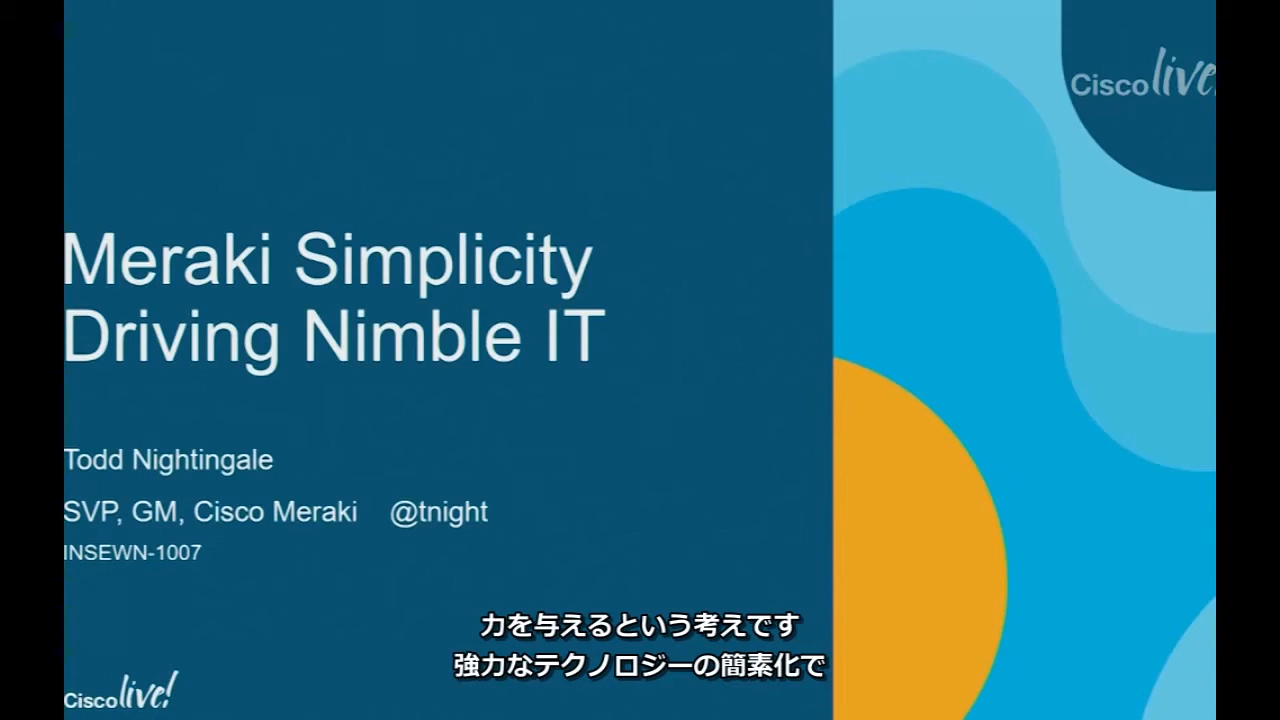 Cisco live!
Meraki Simplicity
Driving Nimble IT
Todd Nightingale
SVP, GM, Cisco Meraki @tnight
INSEWN-1007
力を与えるという考えです
強力なテクノロジーの簡素化で
Cisco live!